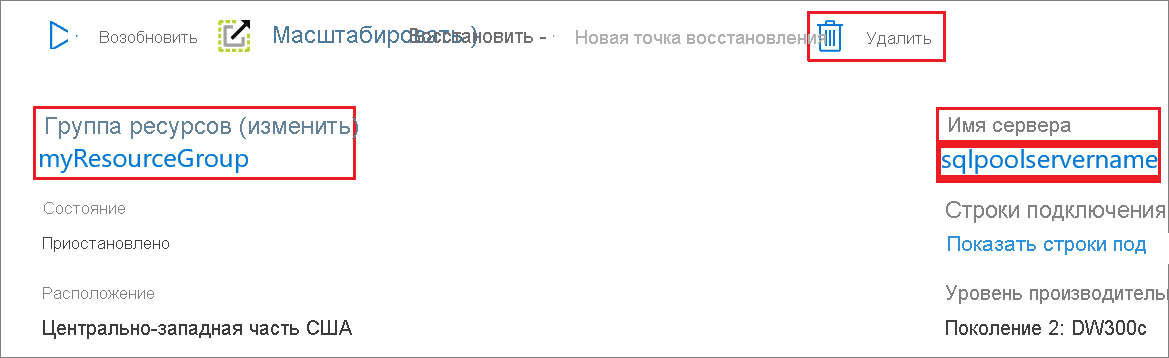 Возобновить Масштабировать ) Восстановить - Новая точка восстановления Удалить
Группа ресурсов (изменить)
myResourceGroup
Имя сервера
sqlpoolservername
Состояние
Приостановлено
Строки подключения
Показать строки под
Расположение
Центрально-западная часть США
Уровень производитель
Поколение 2: DW300c